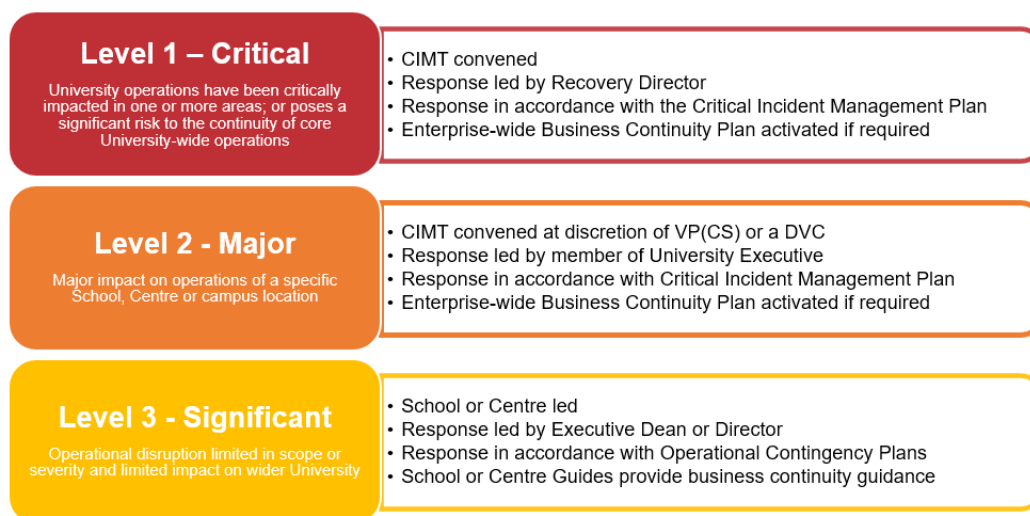 Level 1 – Critical
University operations have been critically
impacted in one or more areas; or poses a
significant risk to the continuity of core
University-wide operations
• CIMT convened
• Response led by Recovery Director
• Response in accordance with the Critical Incident Management Plan
• Enterprise-wide Business Continuity Plan activated if required
Level 2 - Major
Major impact on operations of a specific
School, Centre or campus location
• CIMT convened at discretion of VP(CS) or a DVC
• Response led by member of University Executive
• Response in accordance with Critical Incident Management Plan
• Enterprise-wide Business Continuity Plan activated if required
Level 3 - Significant
Operational disruption limited in scope or
severity and limited impact on wider University
• School or Centre led
• Response led by Executive Dean or Director
• Response in accordance with Operational Contingency Plans
• School or Centre Guides provide business continuity guidance